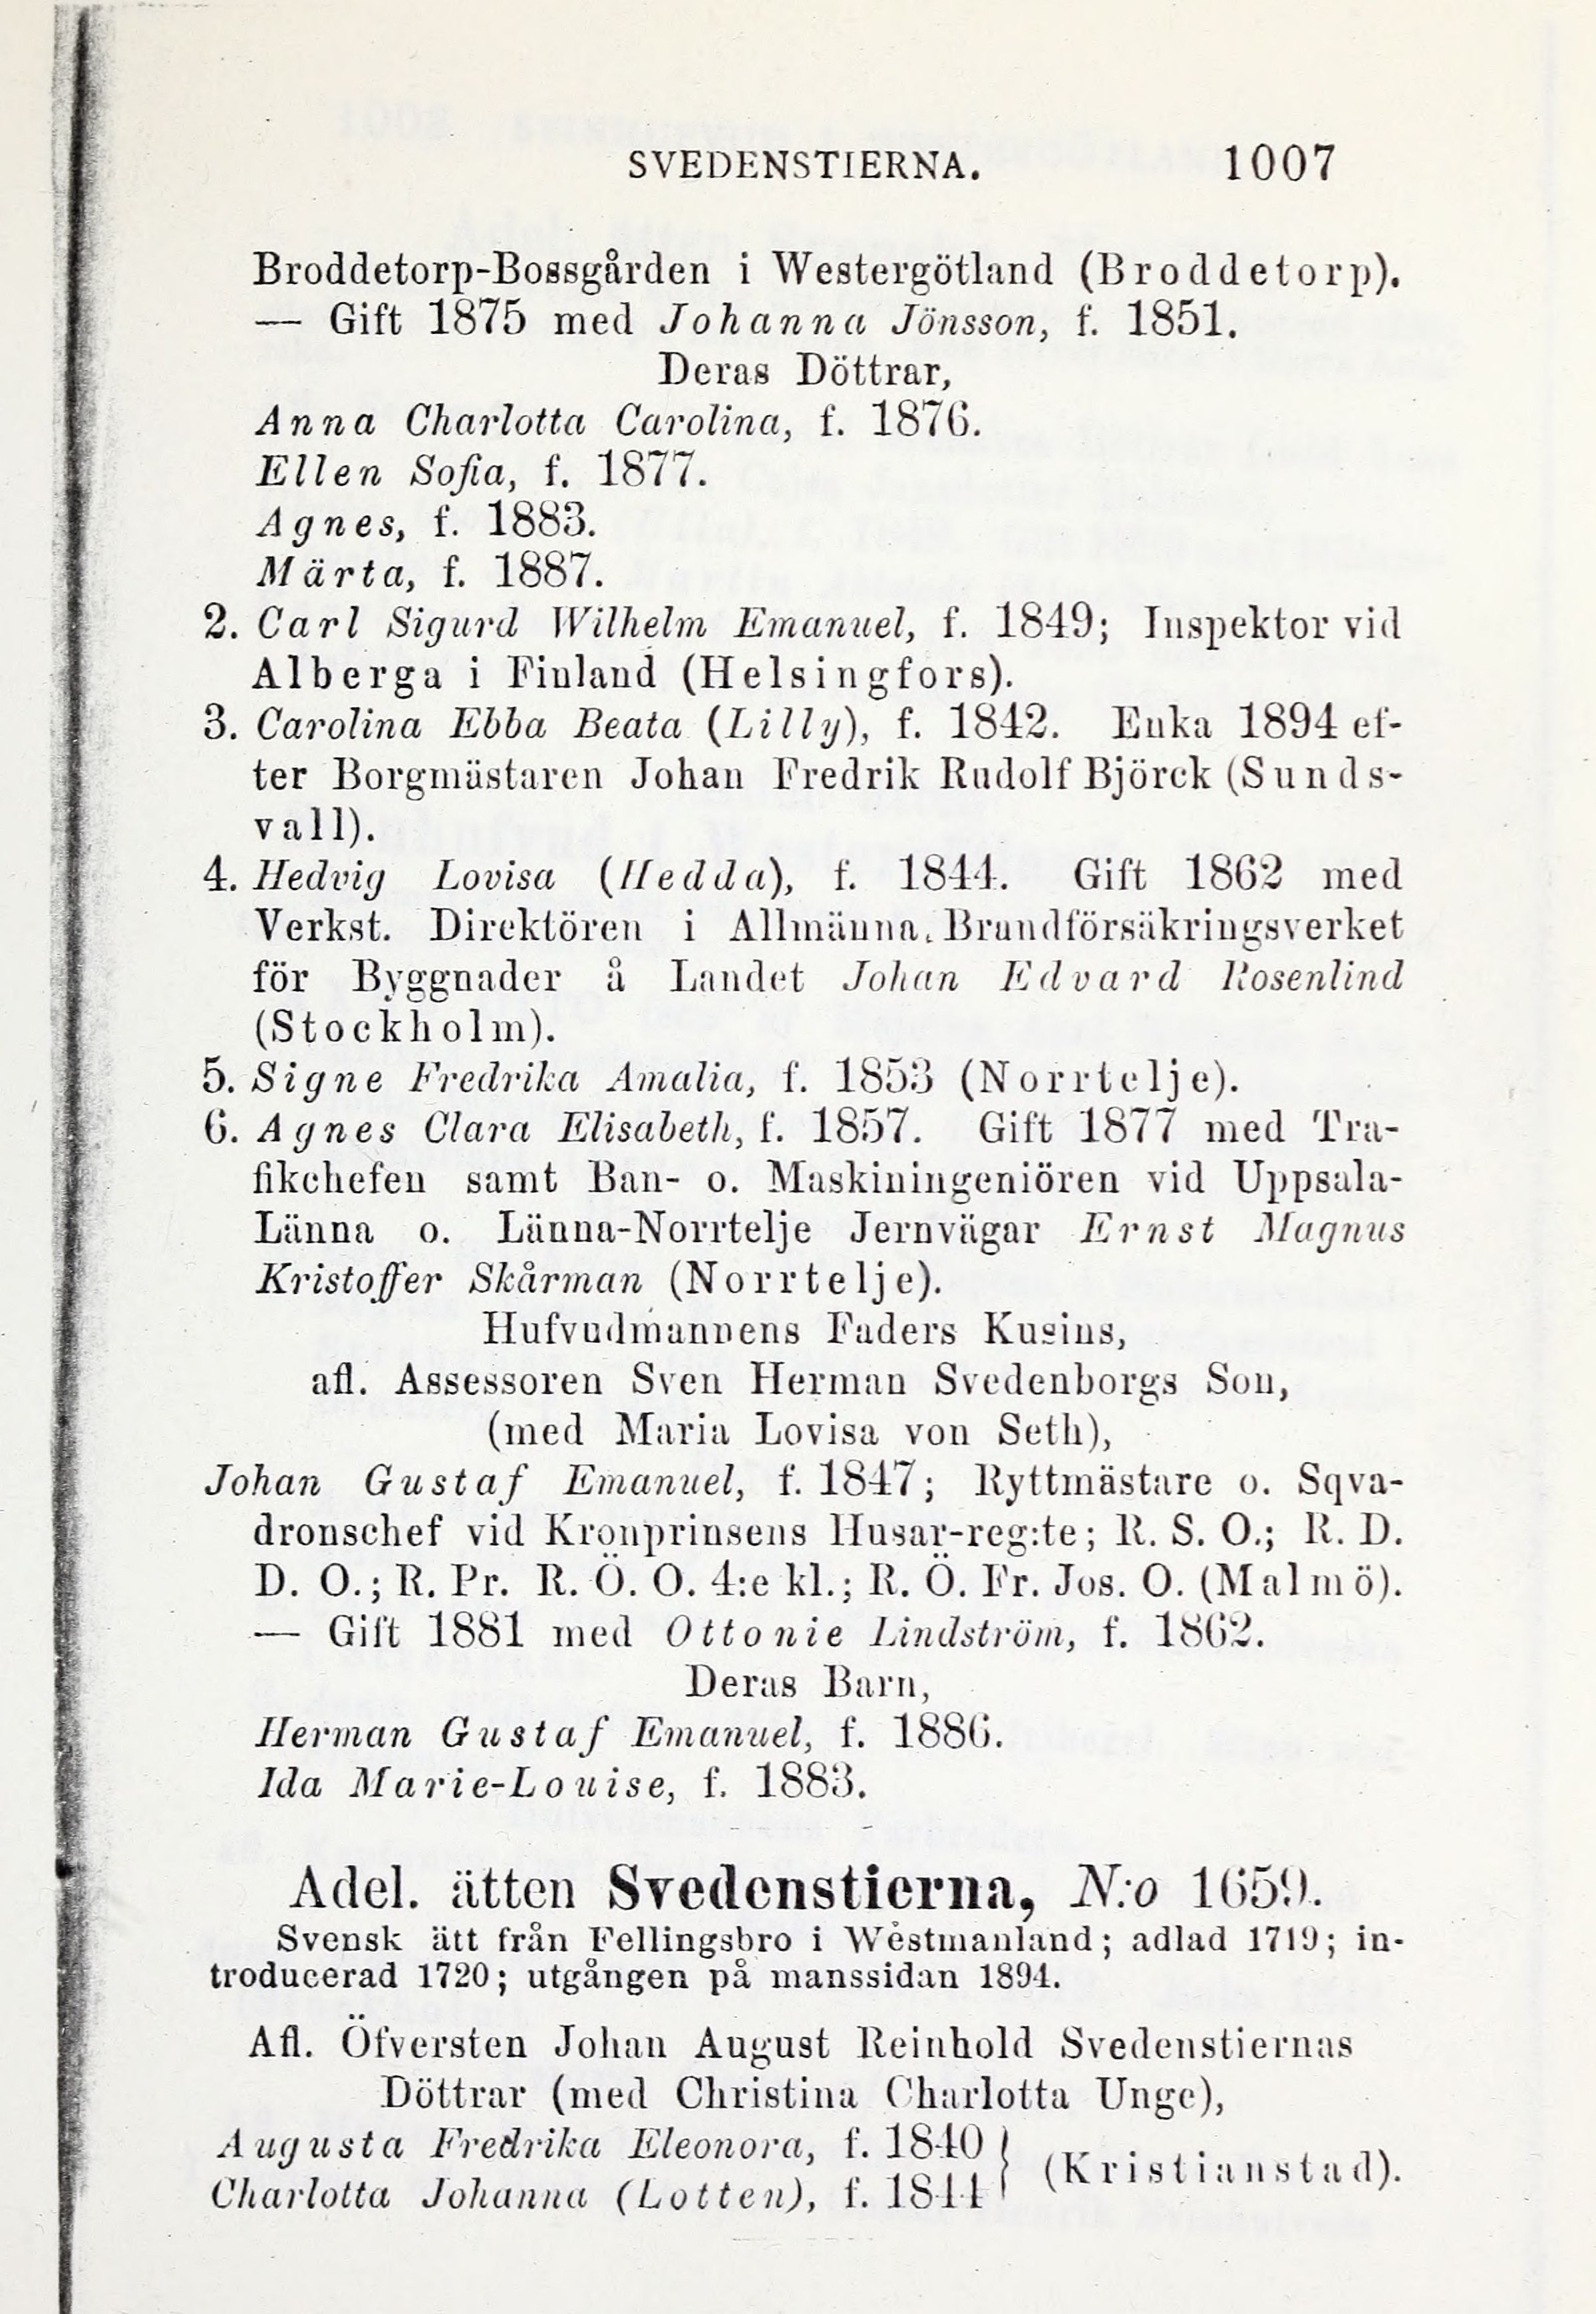 SVEDENSTIERNA. 1007
Broddetorp-Bossgården i Westergötland (Broddetorp).
— Gift 1875 med Johanna Jönsson, f. 1851.
Deras Döttrar,
Anna Charlotta Carolina, f. 1876.
Ellen Sofia, f. 1877.
Agnes, f. 1883.
Märta, f. 1887.
2. Carl Sigurd Wilhelm Emanuel, f. 1849; Inspektor vid
Alberga i Finland (Helsingfors).
3. Carolina Ebba Beata (Lilly), f. 1842. Enka 1894 ef-
ter Borgmästaren Johan Fredrik Rudolf Björck (Sunds-
vall).
4. Hedvig Lovisa (Hedda), f. 1844. Gift 1862 med
Verkst. Direktören i Allmänna Brandförsäkringsverket
för Byggnader å Landet Johan Edvard Rosenlind
(Stockholm).
5. Signe Fredrika Amalia, f. 1853 (Norrtelje).
6. Agnes Clara Elisabeth, f. 1857. Gift 1877 med Tra-
fikchefen samt Ban- o. Maskiningeniören vid Uppsala-
Länna o. Länna-Norrtelje Jernvägar Ernst Magnus
Kristoffer Skårman (Norrtelje).
Hufvudmannens Faders Kusins,
afl. Assessoren Sven Herman Svedenborgs Son,
(med Maria Lovisa von Seth),
Johan Gustaf Emanuel, f. 1847; Ryttmästare o. Sqva-
dronschef vid Kronprinsens Husar-reg:te; R. S. O.; R. D.
D. O.; R. Pr. R. Ö. O. 4:e kl.; R. Ö. Fr. Jos. O. (Malmö).
— Gift 1881 med Ottonie Lindström, f. 1862.
Deras Barn,
Herman Gustaf Emanuel, f. 1886.
Ida Marie-Louise, f. 1883.
Adel. ätten Svedenstierna, N:o 1659.
Svensk ätt från Fellingsbro i Westmanland; adlad 1719; in-
troducerad 1720; utgången på manssidan 1894.
Afl. Öfversten Johan August Reinhold Svedenstiernas
Döttrar (med Christina Charlotta Unge),
Augusta Fredrika Eleonora, f. 1840
Charlotta Johanna (Lotten), f. 1844 } (Kristianstad).